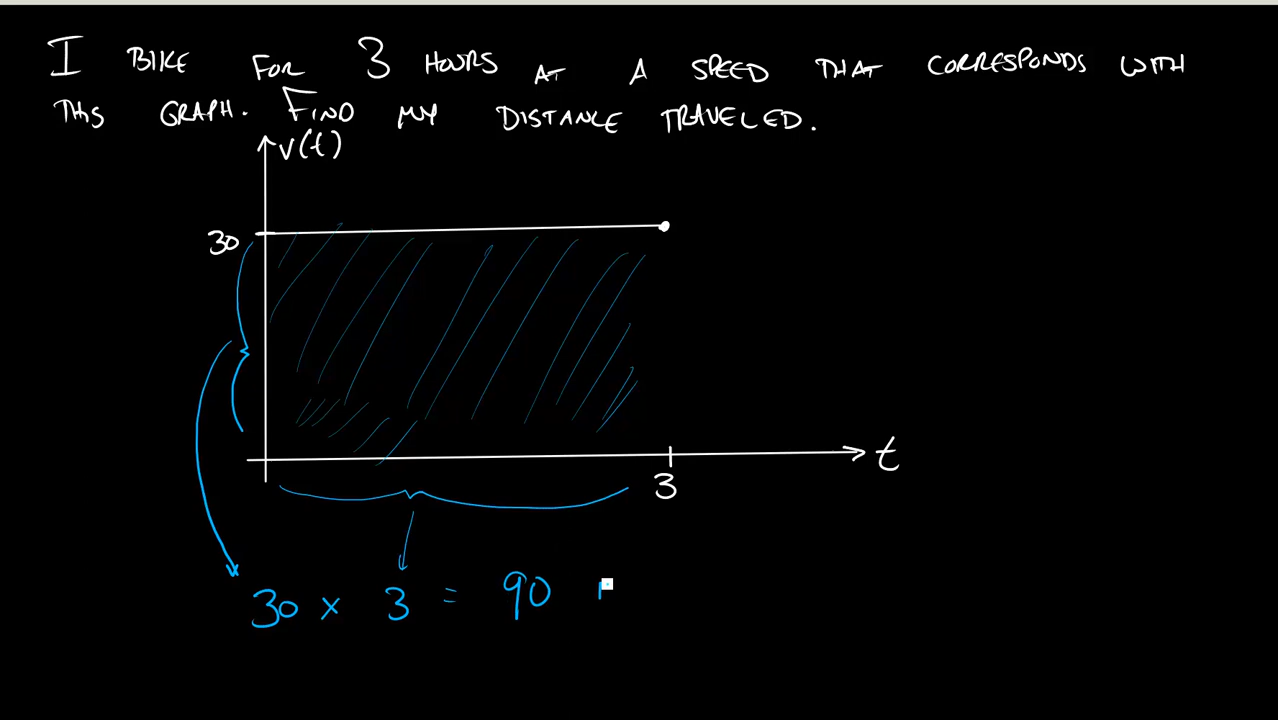 I BIKE FOR 3 HOURS AT A SPEED THAT CORRESPONDS WITH
THIS GRAPH. FIND MY DISTANCE TRAVELED.
v(t)
30
t
3
30 x 3 = 90